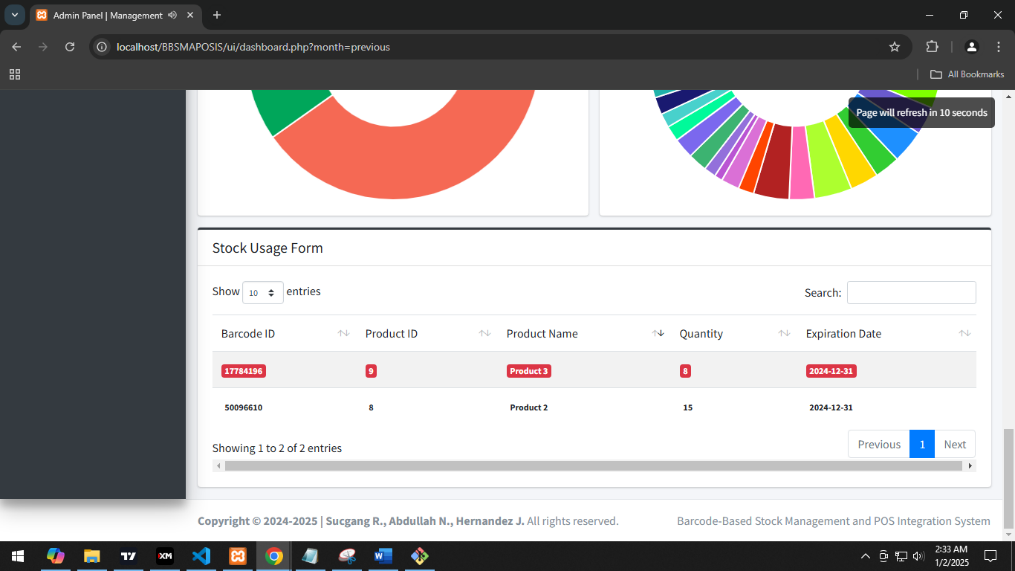 Admin Panel | Management
localhost/BBSMAPOSIS/ui/dashboard.php?month=previous
All Bookmarks
Page will refresh in 10 seconds
Stock Usage Form
Show 10 entries
Search:
Barcode ID Product ID Product Name Quantity Expiration Date
17784196 9 Product 3 8 2024-12-31
50096610 8 Product 2 15 2024-12-31
Showing 1 to 2 of 2 entries
Previous 1 Next
Copyright © 2024-2025 | Sucgang R., Abdullah N., Hernandez J. All rights reserved.
Barcode-Based Stock Management and POS Integration System
XM
W
2:33 AM
1/2/2025